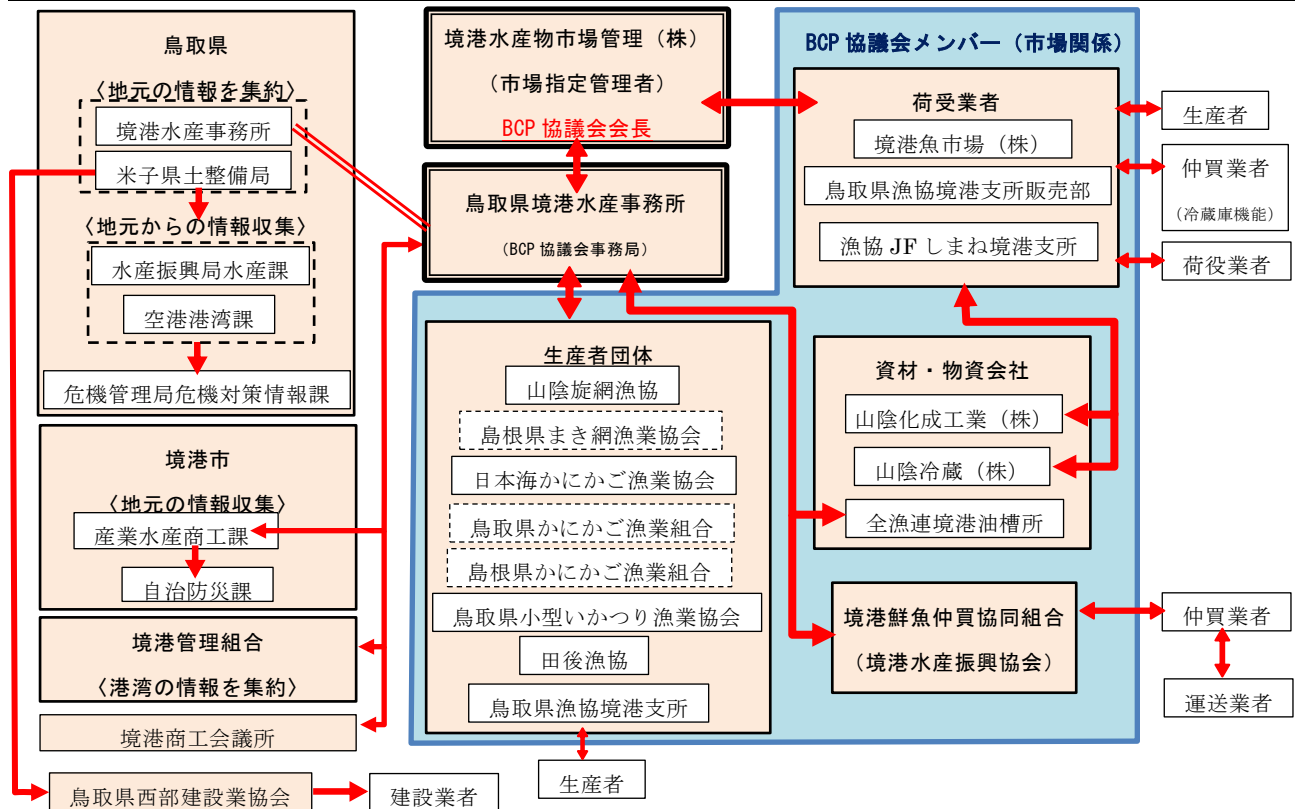 鳥取県
〈地元の情報を集約〉
境港水産事務所
米子県土整備局
〈地元からの情報収集〉
水産振興局水産課
空港港湾課
危機管理局危機対策情報課
境港市
〈地元の情報収集〉
産業水産商工課
自治防災課
境港管理組合
〈港湾の情報を集約〉
境港商工会議所
鳥取県西部建設業協会
建設業者
境港水産物市場管理（株）
（市場指定管理者）
BCP 協議会会長
鳥取県境港水産事務所
（BCP 協議会事務局）
生産者団体
山陰旋網漁協
島根県まき網漁業協会
日本海かにかご漁業協会
鳥取県かにかご漁業組合
島根県かにかご漁業組合
鳥取県小型いかつり漁業協会
田後漁協
鳥取県漁協境港支所
生産者
BCP 協議会メンバー（市場関係）
荷受業者
境港魚市場（株）
鳥取県漁協境港支所販売部
漁協 JF しまね境港支所
資材・物資会社
山陰化成工業（株）
山陰冷蔵（株）
全漁連境港油槽所
境港鮮魚仲買協同組合
（境港水産振興協会）
生産者
仲買業者
（冷蔵庫機能）
荷役業者
仲買業者
運送業者